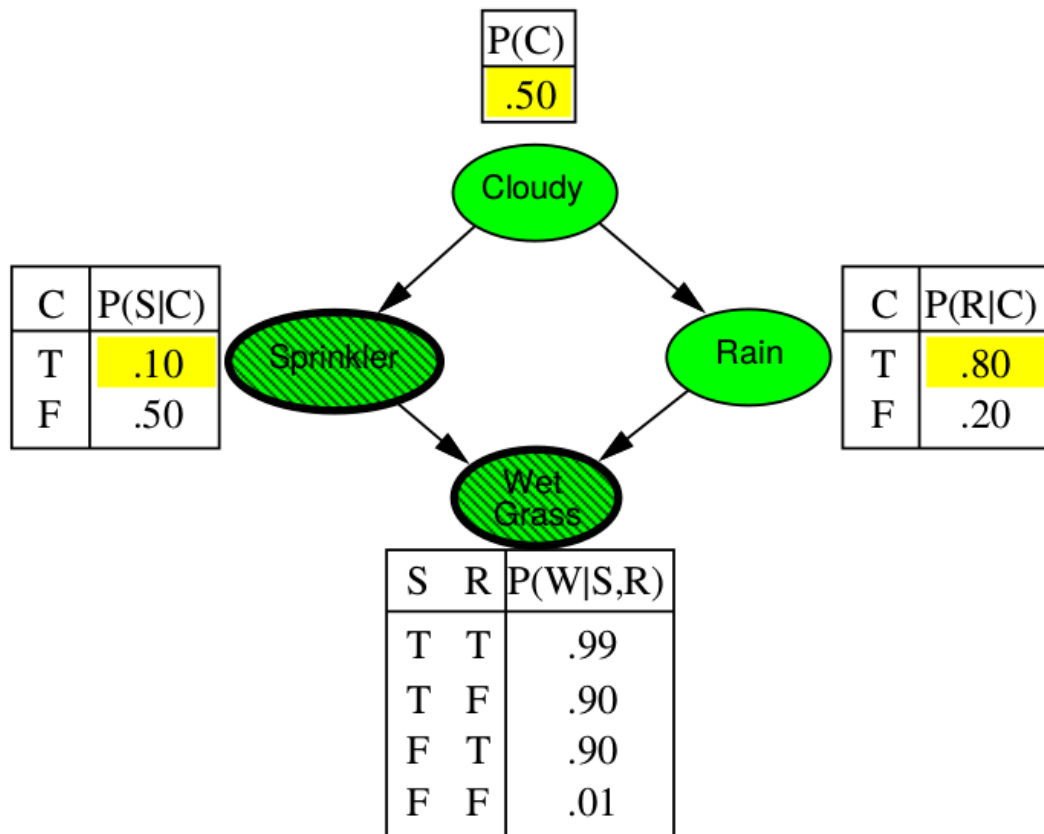 P(C)
.50
Cloudy
C P(S|C)
T .10
F .50
Sprinkler
Rain
C P(R|C)
T .80
F .20
Wet
Grass
S R P(W|S,R)
T T .99
T F .90
F T .90
F F .01